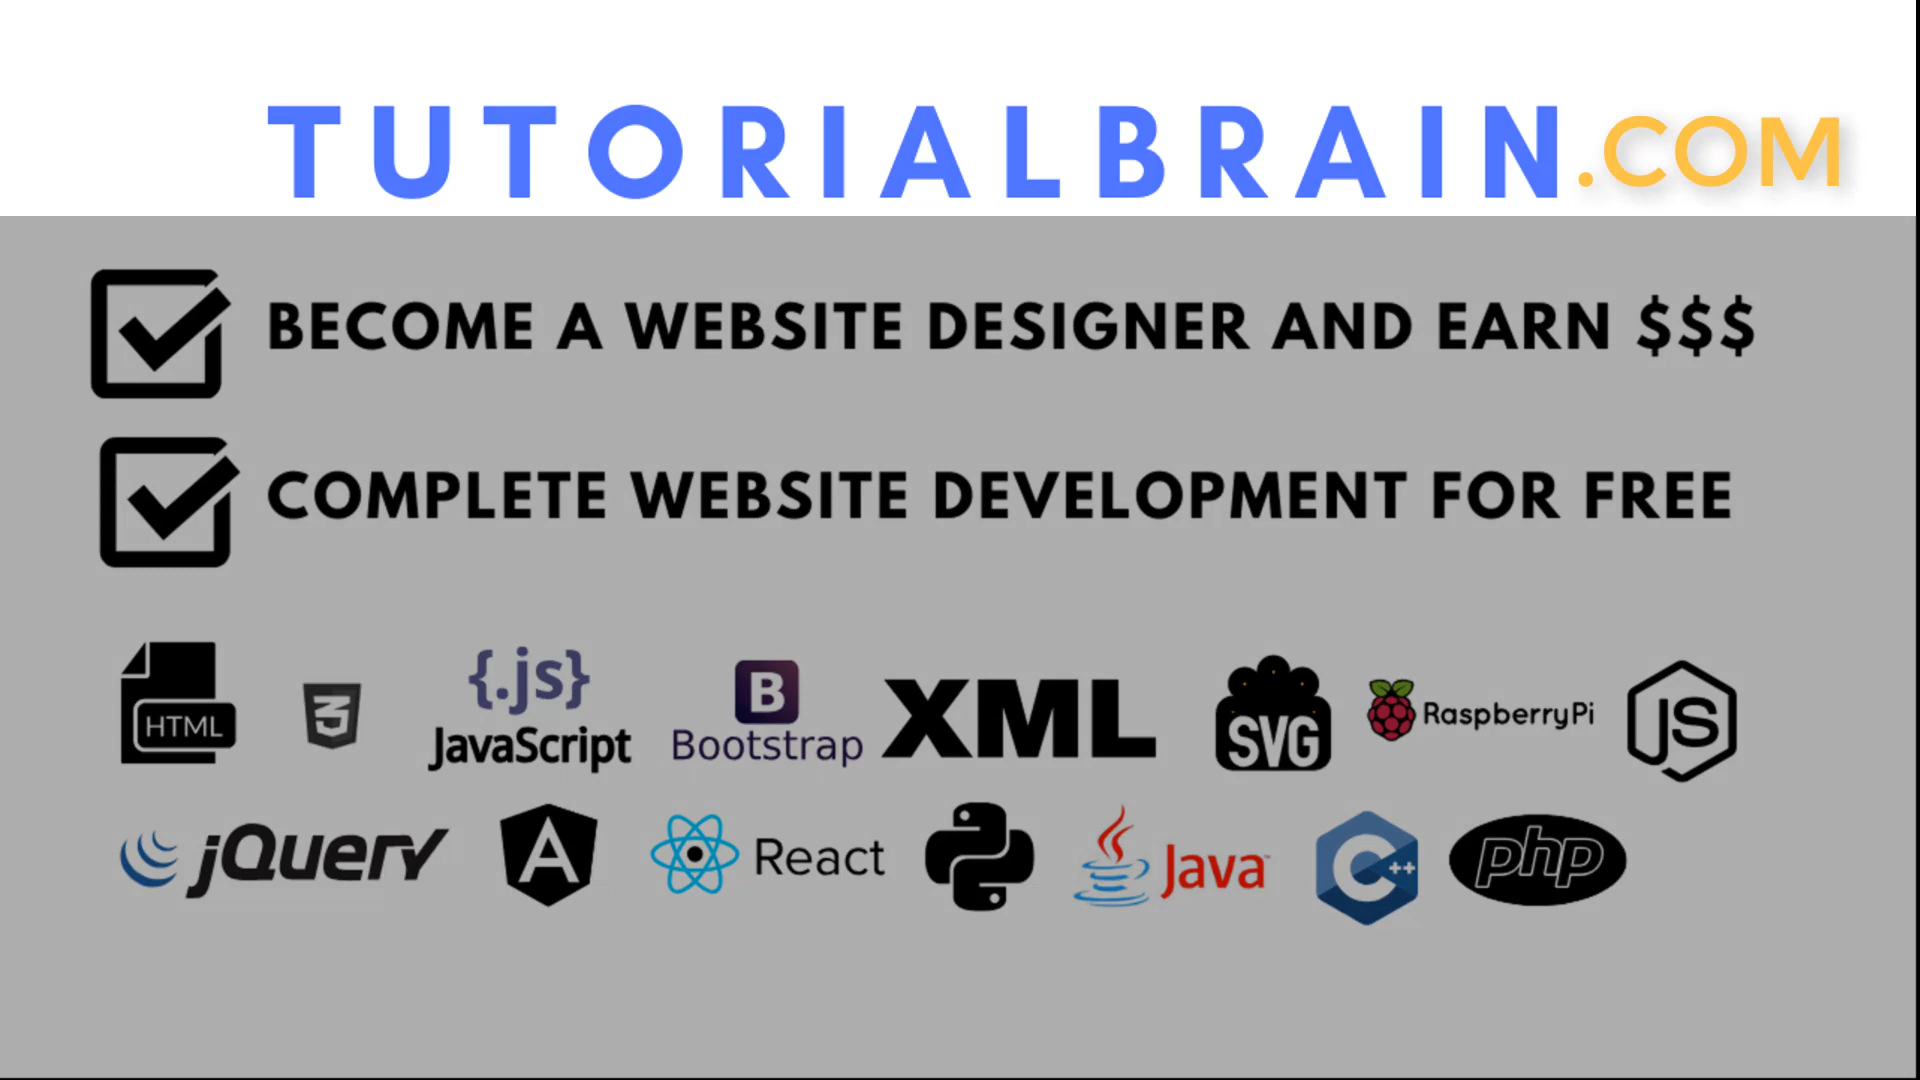 TUTORIALBRAIN.COM
BECOME A WEBSITE DESIGNER AND EARN $$$
COMPLETE WEBSITE DEVELOPMENT FOR FREE
HTML 3 {.js} JavaScript B Bootstrap XML SVG RaspberryPi JS
jQuery A React Java C++ php